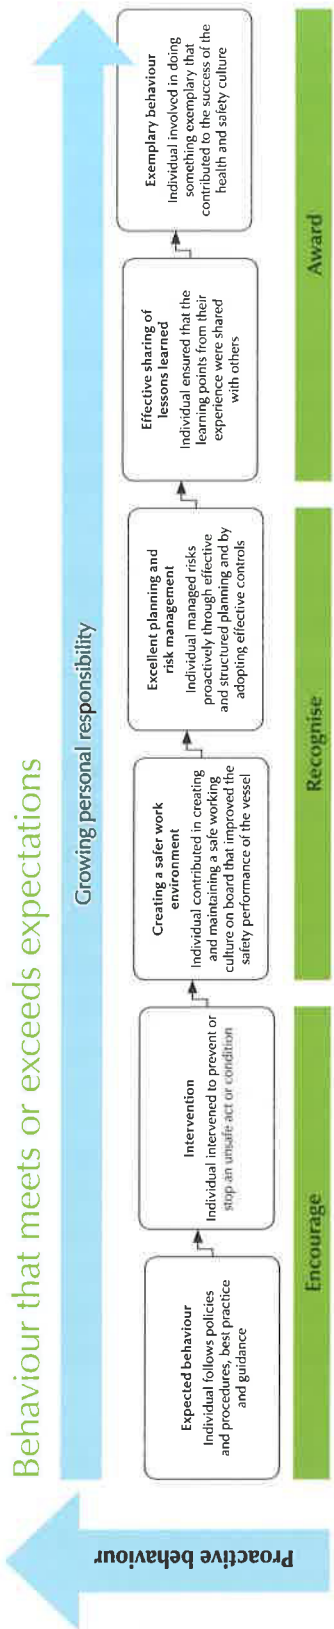 Behaviour that meets or exceeds expectations
Growing personal responsibility
Proactive behaviour
Expected behaviour
Individual follows policies
and procedures, best practice
and guidance
Intervention
Individual intervened to prevent or
stop an unsafe act or condition
Creating a safer work
environment
Individual contributed in creating
and maintaining a safe working
culture on board that improved the
safety performance of the vessel
Excellent planning and
risk management
Individual managed risks
proactively through effective
and structured planning and by
adopting effective controls
Effective sharing of
lessons learned
Individual ensured that the
learning points from their
experience were shared
with others
Exemplary behaviour
Individual involved in doing
something exemplary that
contributed to the success of the
health and safety culture
Encourage
Recognise
Award